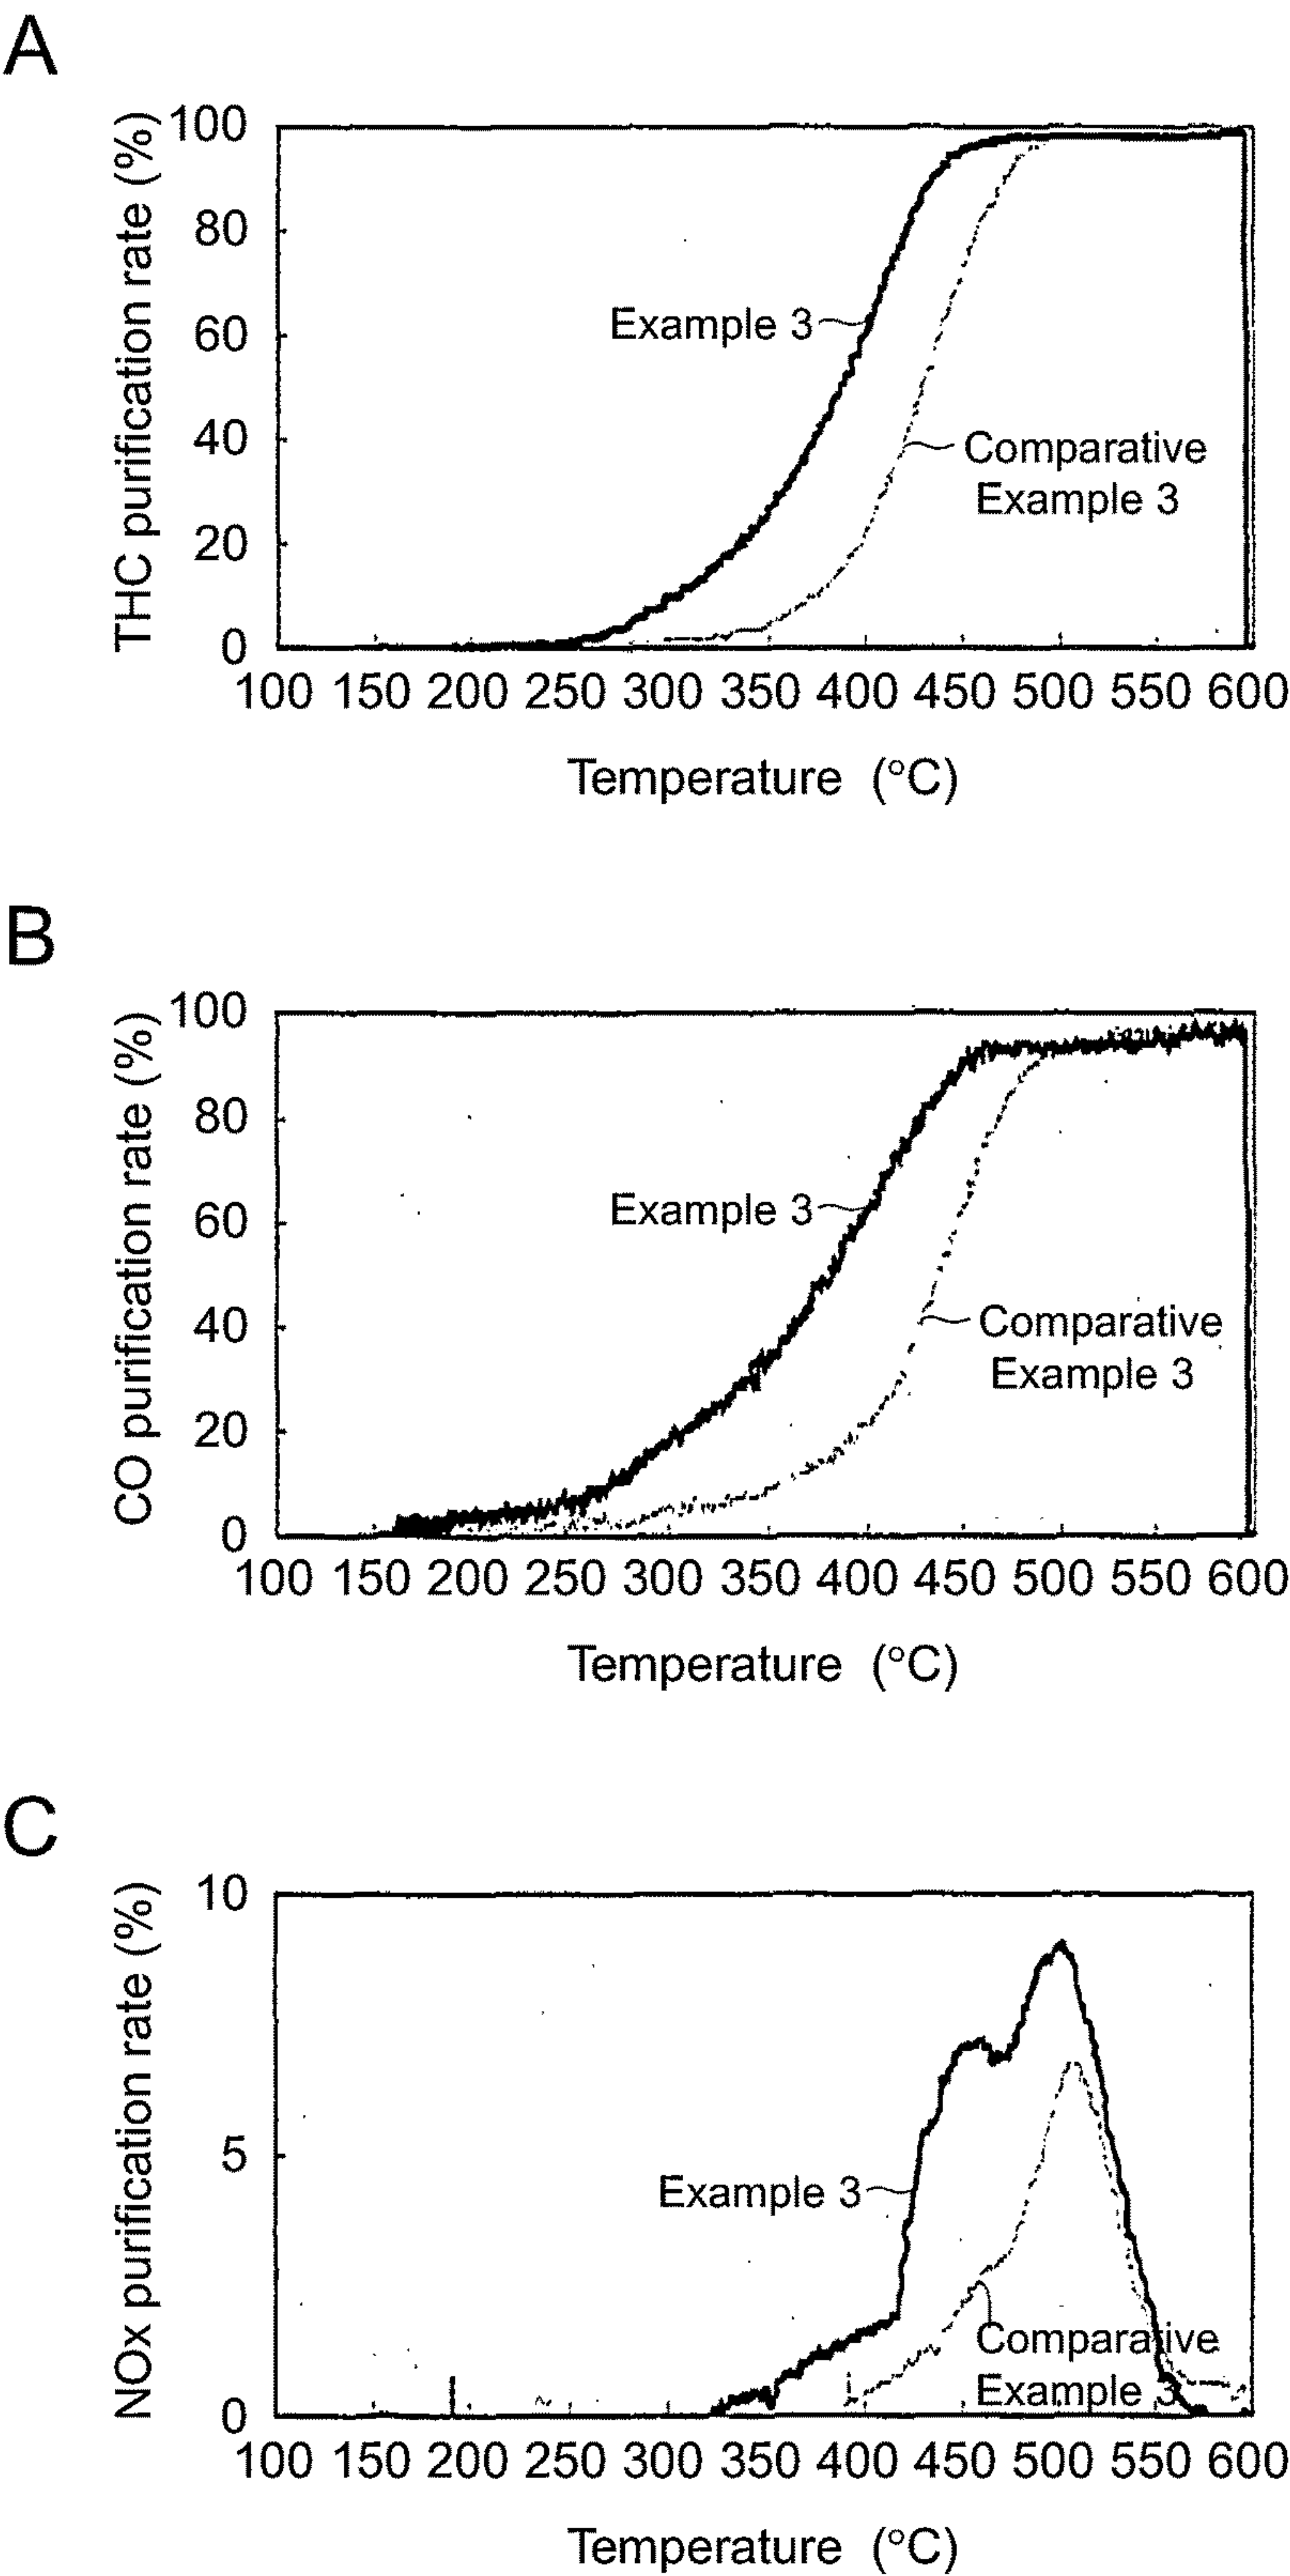 A
THC purification rate (%)
100
80
60
40
20
0
Example 3
Comparative
Example 3
100 150 200 250 300 350 400 450 500 550 600
Temperature (°C)
B
CO purification rate (%)
100
80
60
40
20
0
Example 3
Comparative
Example 3
100 150 200 250 300 350 400 450 500 550 600
Temperature (°C)
C
NOx purification rate (%)
10
5
0
Example 3
Comparative
Example 3
100 150 200 250 300 350 400 450 500 550 600
Temperature (°C)